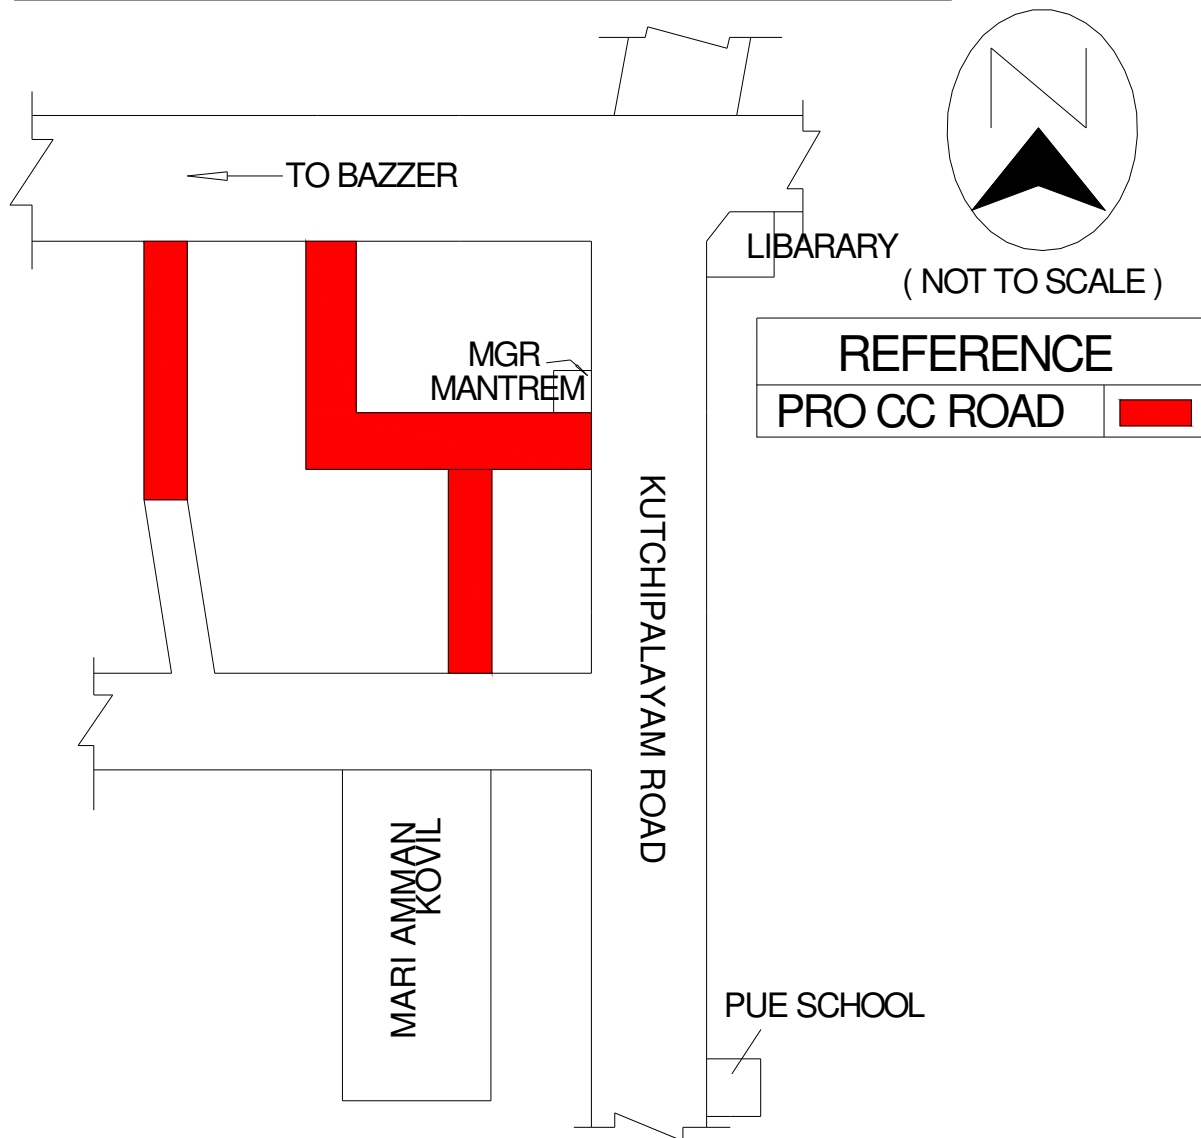 N
TO BAZZER
LIBARARY
( NOT TO SCALE )
REFERENCE
PRO CC ROAD
MGR
MANTREM
KUTCHIPALAYAM ROAD
MARI AMMAN
KOVIL
PUE SCHOOL